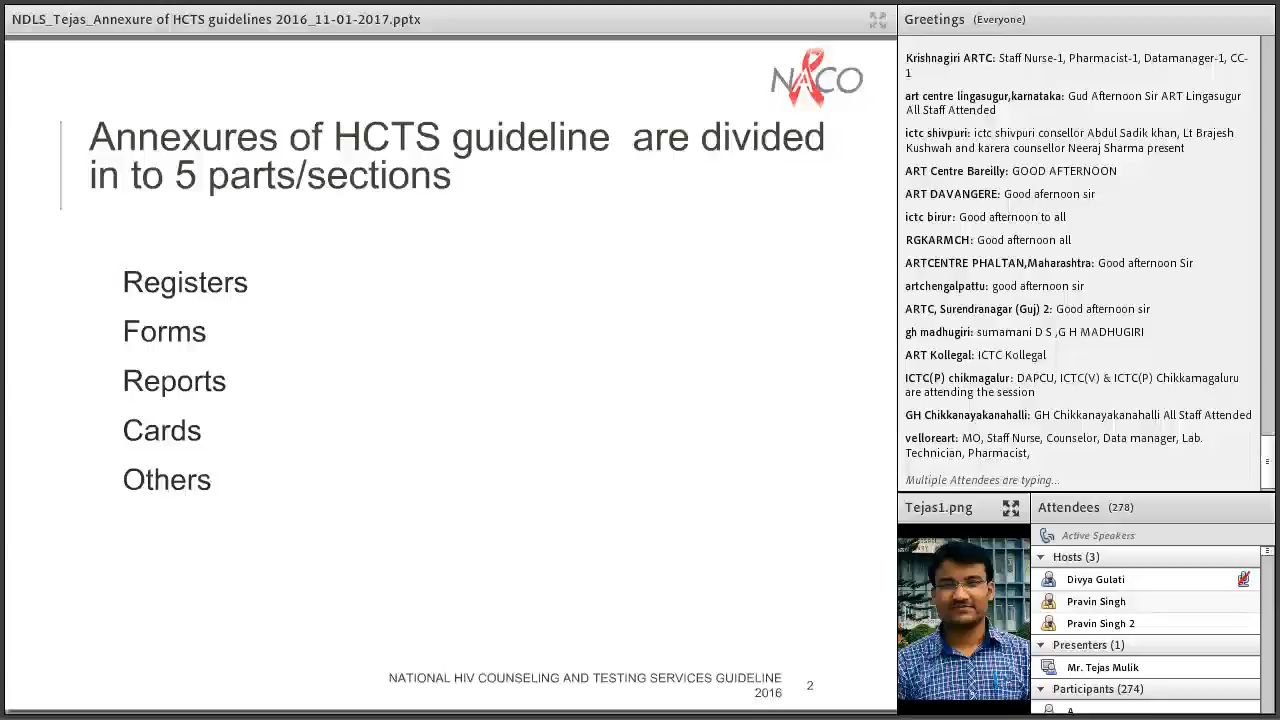 NDLS_Tejas_Annexure of HCTS guidelines 2016_11-01-2017.pptx
NACO
Annexures of HCTS guideline  are divided
in to 5 parts/sections
Registers
Forms
Reports
Cards
Others
NATIONAL HIV COUNSELING AND TESTING SERVICES GUIDELINE
2016
2
Greetings (Everyone)
Krishnagiri ARTC: Staff Nurse-1, Pharmacist-1, Datamanager-1, CC-
1
art centre lingasugur,karnataka: Gud Afternoon Sir ART Lingasugur
All Staff Attended
ictc shivpuri: ictc shivpuri consellor Abdul Sadik khan, Lt Brajesh
Kushwah and karera counsellor Neeraj Sharma present
ART Centre Bareilly: GOOD AFTERNOON
ART DAVANGERE: Good afernoon sir
ictc birur: Good afternoon to all
RGKARMCH: Good afternoon all
ARTCENTRE PHALTAN,Maharashtra: Good afternoon Sir
artchengalpattu: good afternoon sir
ARTC, Surendranagar (Guj) 2: Good afternoon sir
gh madhugiri: sumamani D S ,G H MADHUGIRI
ART Kollegal: ICTC Kollegal
ICTC(P) chikmagalur: DAPCU, ICTC(V) & ICTC(P) Chikkamagaluru
are attending the session
GH Chikkanayakanahalli: GH Chikkanayakanahalli All Staff Attended
velloreart: MO, Staff Nurse, Counselor, Data manager, Lab.
Technician, Pharmacist,
Multiple Attendees are typing...
Tejas1.png
Attendees (278)
Active Speakers
Hosts (3)
Divya Gulati
Pravin Singh
Pravin Singh 2
Presenters (1)
Mr. Tejas Mulik
Participants (274)